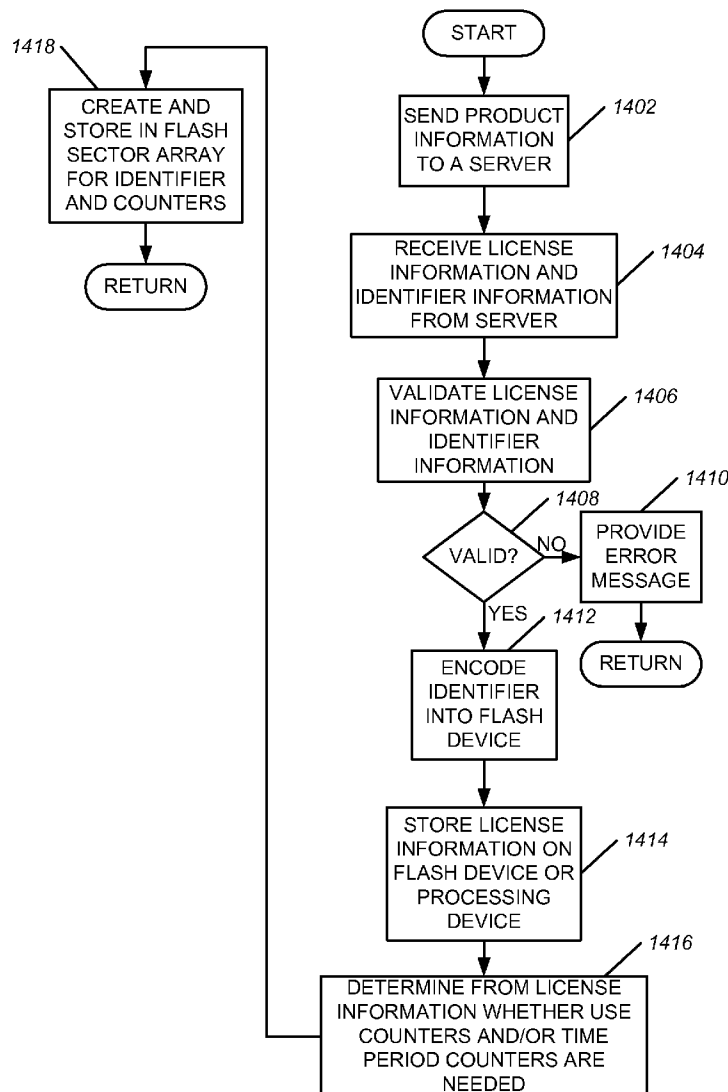 START
1402
SEND PRODUCT
INFORMATION
TO A SERVER
1404
RECEIVE LICENSE
INFORMATION AND
IDENTIFIER INFORMATION
FROM SERVER
1406
VALIDATE LICENSE
INFORMATION AND
IDENTIFIER
INFORMATION
1408
VALID?
NO
1410
PROVIDE
ERROR
MESSAGE
RETURN
YES
1412
ENCODE
IDENTIFIER
INTO FLASH
DEVICE
1414
STORE LICENSE
INFORMATION ON
FLASH DEVICE OR
PROCESSING
DEVICE
1416
DETERMINE FROM LICENSE
INFORMATION WHETHER USE
COUNTERS AND/OR TIME
PERIOD COUNTERS ARE
NEEDED
1418
CREATE AND
STORE IN FLASH
SECTOR ARRAY
FOR IDENTIFIER
AND COUNTERS
RETURN